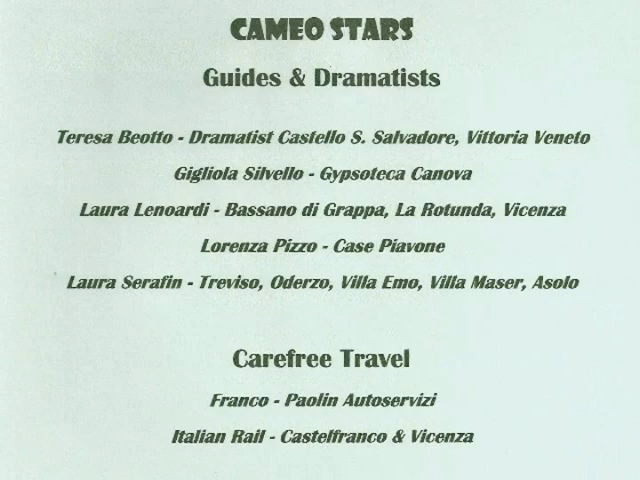 CAMEO STARS
Guides & Dramatists
Teresa Beotto - Dramatist Castello S. Salvadore, Vittoria Veneto
Gigliola Silvello - Gypsoteca Canova
Laura Lenoardi - Bassano di Grappa, La Rotunda, Vicenza
Lorenza Pizzo - Case Piavone
Laura Serafin - Treviso, Oderzo, Villa Emo, Villa Maser, Asolo
Carefree Travel
Franco - Paolin Autoservizi
Italian Rail - Castelfranco & Vicenza